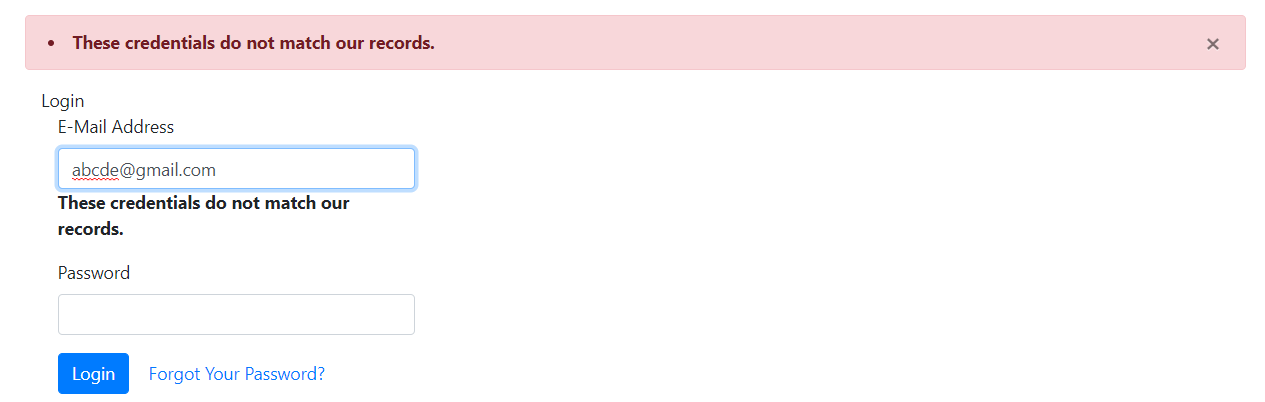 • These credentials do not match our records. ×
Login
E-Mail Address
abcde@gmail.com
These credentials do not match our
records.
Password
Login Forgot Your Password?